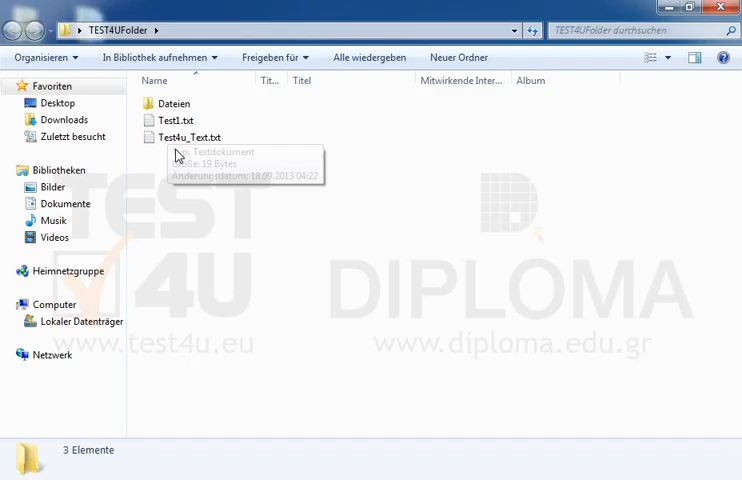 TEST4UFolder
TEST4UFolder durchsuchen
Organisieren
In Bibliothek aufnehmen
Freigeben für
Alle wiedergeben
Neuer Ordner
Favoriten
Desktop
Downloads
Zuletzt besucht
Bibliotheken
Bilder
Dokumente
Musik
Videos
Heimnetzgruppe
Computer
Lokaler Datenträger
Netzwerk
Name
Tit...
Titel
Mitwirkende Inter...
Album
Dateien
Test1.txt
Test4u_Text.txt
Typ: Textdokument
Größe: 19 Bytes
Änderungsdatum: 18.09.2013 04:22
TEST
4U
www.test4u.eu
D
DIPLOMA
www.diploma.edu.gr
3 Elemente